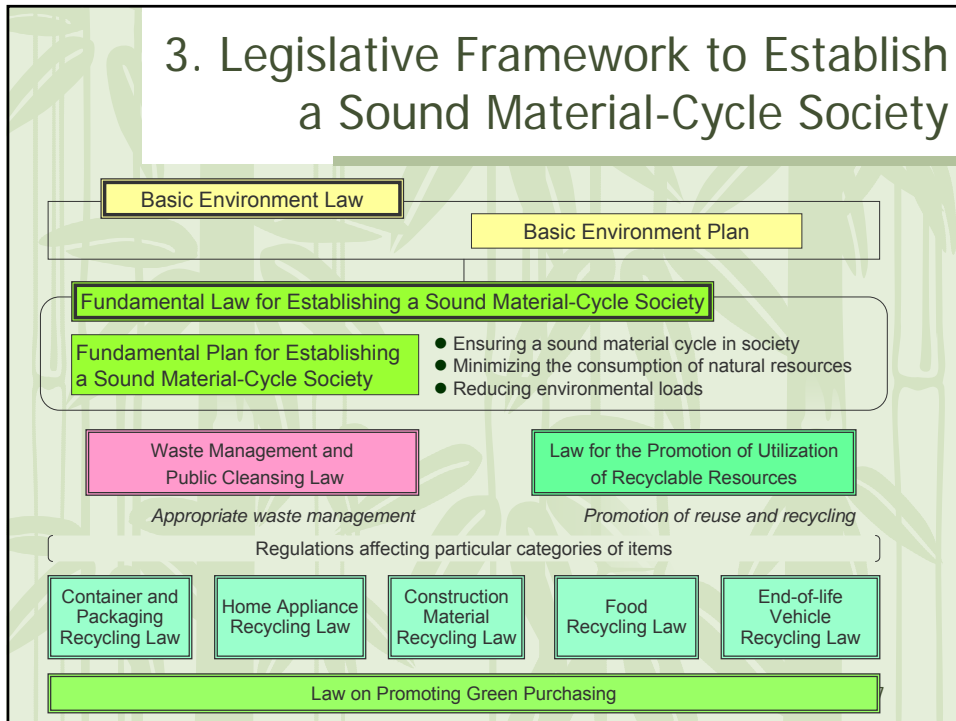 3. Legislative Framework to Establish
a Sound Material-Cycle Society
Basic Environment Law
Basic Environment Plan
Fundamental Law for Establishing a Sound Material-Cycle Society
Fundamental Plan for Establishing
a Sound Material-Cycle Society
● Ensuring a sound material cycle in society
● Minimizing the consumption of natural resources
● Reducing environmental loads
Waste Management and
Public Cleansing Law
Law for the Promotion of Utilization
of Recyclable Resources
Appropriate waste management
Promotion of reuse and recycling
Regulations affecting particular categories of items
Container and
Packaging
Recycling Law
Home Appliance
Recycling Law
Construction
Material
Recycling Law
Food
Recycling Law
End-of-life
Vehicle
Recycling Law
Law on Promoting Green Purchasing